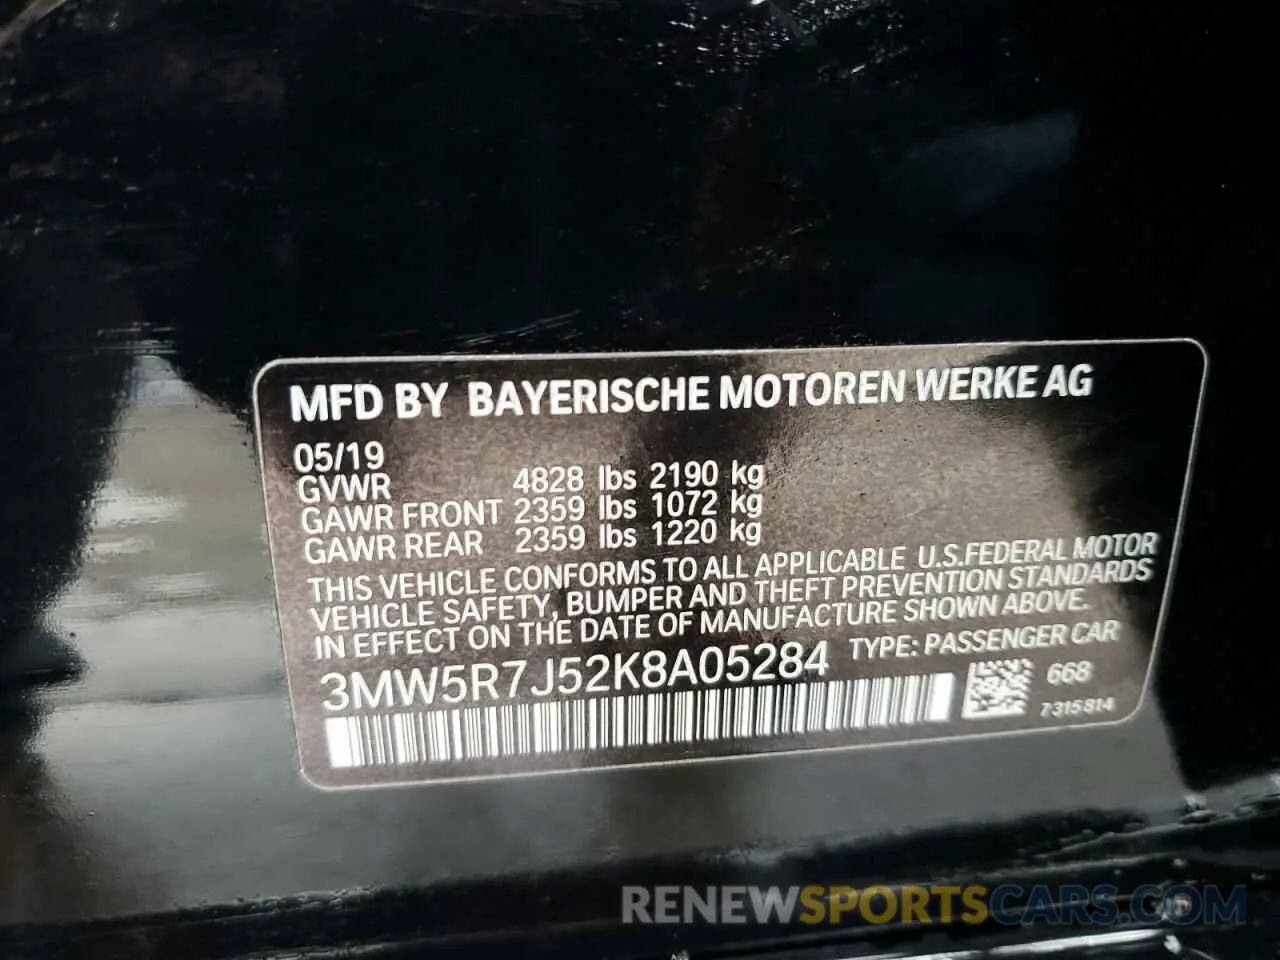 MFD BY BAYERISCHE MOTOREN WERKE AG
05/19
GVWR 4828 lbs 2190 kg
GAWR FRONT 2359 lbs 1072 kg
GAWR REAR 2359 lbs 1220 kg
THIS VEHICLE CONFORMS TO ALL APPLICABLE U.S.FEDERAL MOTOR
VEHICLE SAFETY, BUMPER AND THEFT PREVENTION STANDARDS
IN EFFECT ON THE DATE OF MANUFACTURE SHOWN ABOVE.
3MW5R7J52K8A05284 TYPE: PASSENGER CAR
668
7315814
RENEWSPORTSCARS.COM